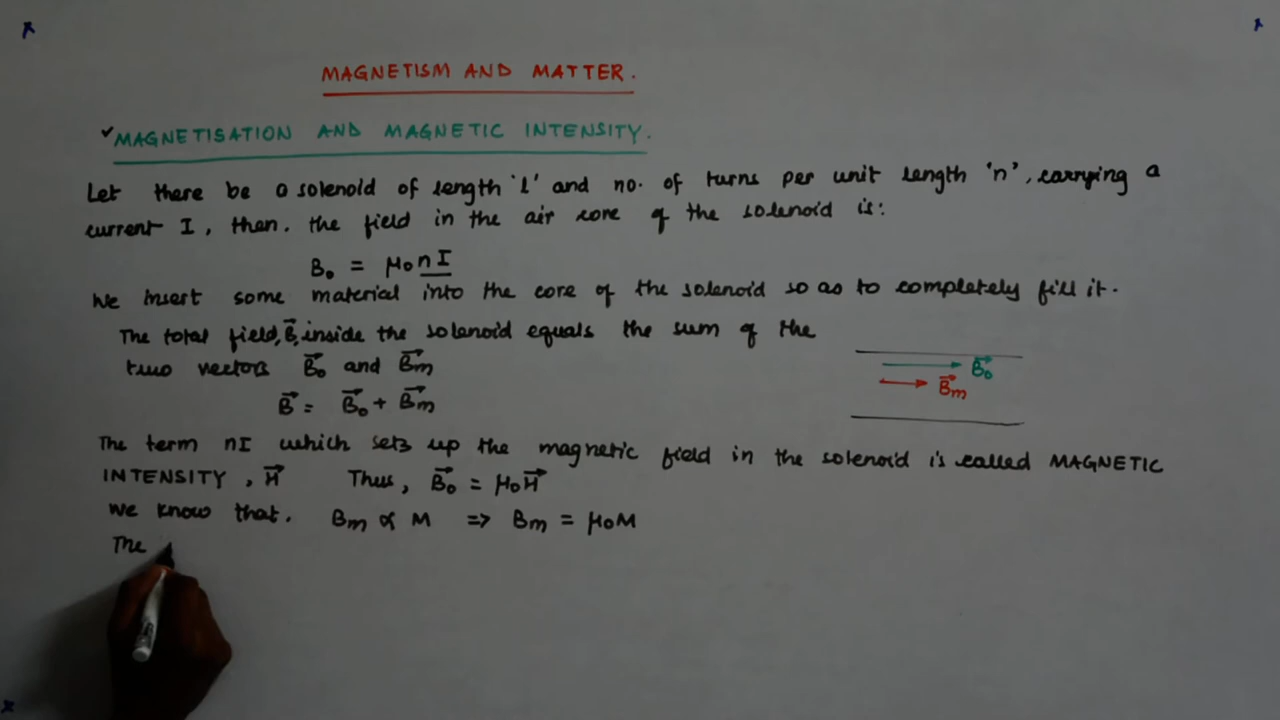 MAGNETISM AND MATTER.
✓MAGNETISATION AND MAGNETIC INTENSITY.
Let there be a solenoid of length 'l' and no. of turns per unit length 'n', carrying a
current I, then. the field in the air core of the solenoid is:
B₀ = μ₀nI
We insert some material into the core of the solenoid so as to completely fill it.
The total field, B⃗, inside the solenoid equals the sum of the
two vectors B⃗₀ and B⃗m
B⃗₀
B⃗m
B⃗ = B⃗₀ + B⃗m
The term nI which sets up the magnetic field in the solenoid is called MAGNETIC
INTENSITY, H⃗ Thus, B⃗₀ = μ₀H⃗
We know that. Bm ∝ M => Bm = μ₀M
The